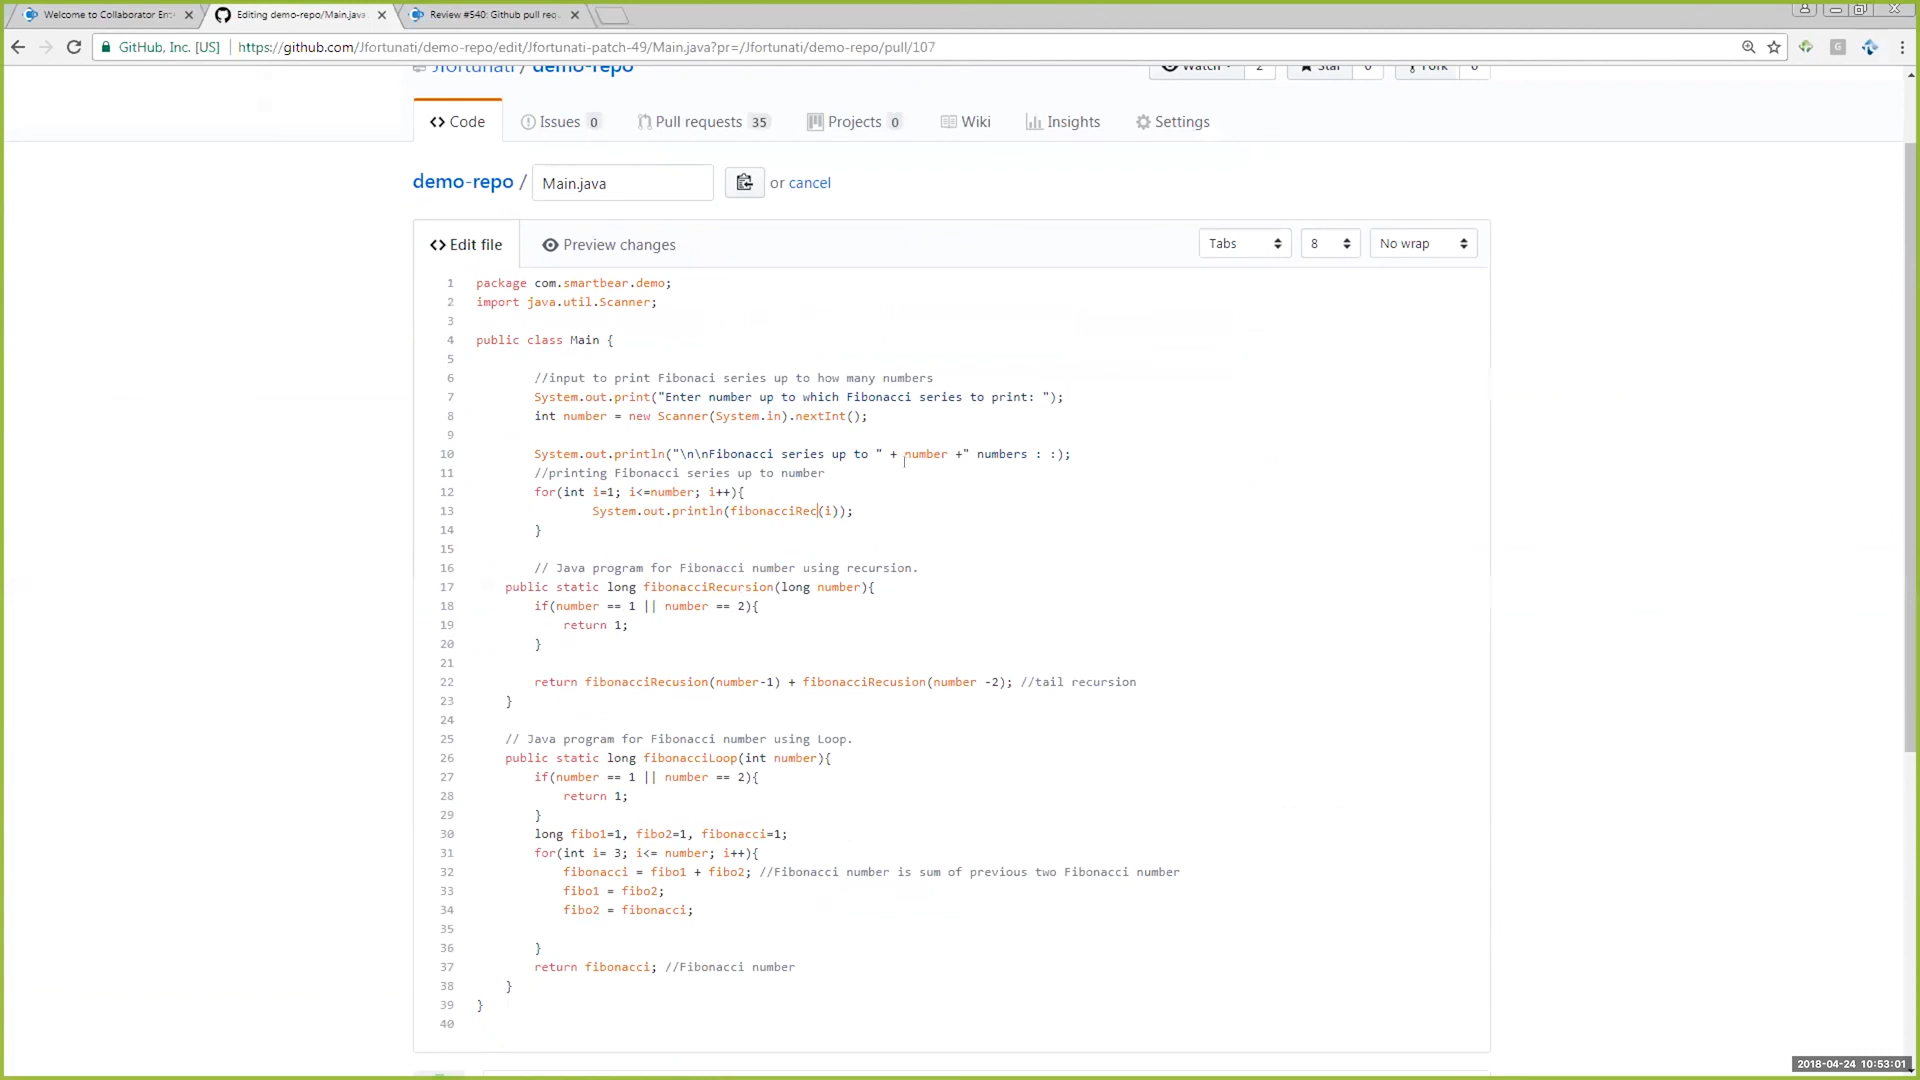 Welcome to Collaborator Ent
Editing demo-repo/Main.java
Review #540: Github pull req
GitHub, Inc. [US]
https://github.com/Jfortunati/demo-repo/edit/Jfortunati-patch-49/Main.java?pr=/Jfortunati/demo-repo/pull/107
Jfortunati / demo-repo
Watch 2
Star 0
Fork 0
<> Code
Issues 0
Pull requests 35
Projects 0
Wiki
Insights
Settings
demo-repo / Main.java or cancel
<> Edit file
Preview changes
Tabs
8
No wrap
1 package com.smartbear.demo;
2 import java.util.Scanner;
3
4 public class Main {
5
6 //input to print Fibonaci series up to how many numbers
7 System.out.print("Enter number up to which Fibonacci series to print: ");
8 int number = new Scanner(System.in).nextInt();
9
10 System.out.println("\n\nFibonacci series up to " + number +" numbers : :);
11 //printing Fibonacci series up to number
12 for(int i=1; i<=number; i++){
13 System.out.println(fibonacciRec(i));
14 }
15
16 // Java program for Fibonacci number using recursion.
17 public static long fibonacciRecursion(long number){
18 if(number == 1 || number == 2){
19 return 1;
20 }
21
22 return fibonacciRecusion(number-1) + fibonacciRecusion(number -2); //tail recursion
23 }
24
25 // Java program for Fibonacci number using Loop.
26 public static long fibonacciLoop(int number){
27 if(number == 1 || number == 2){
28 return 1;
29 }
30 long fibo1=1, fibo2=1, fibonacci=1;
31 for(int i= 3; i<= number; i++){
32 fibonacci = fibo1 + fibo2; //Fibonacci number is sum of previous two Fibonacci number
33 fibo1 = fibo2;
34 fibo2 = fibonacci;
35
36 }
37 return fibonacci; //Fibonacci number
38 }
39 }
40
2018-04-24 10:53:01